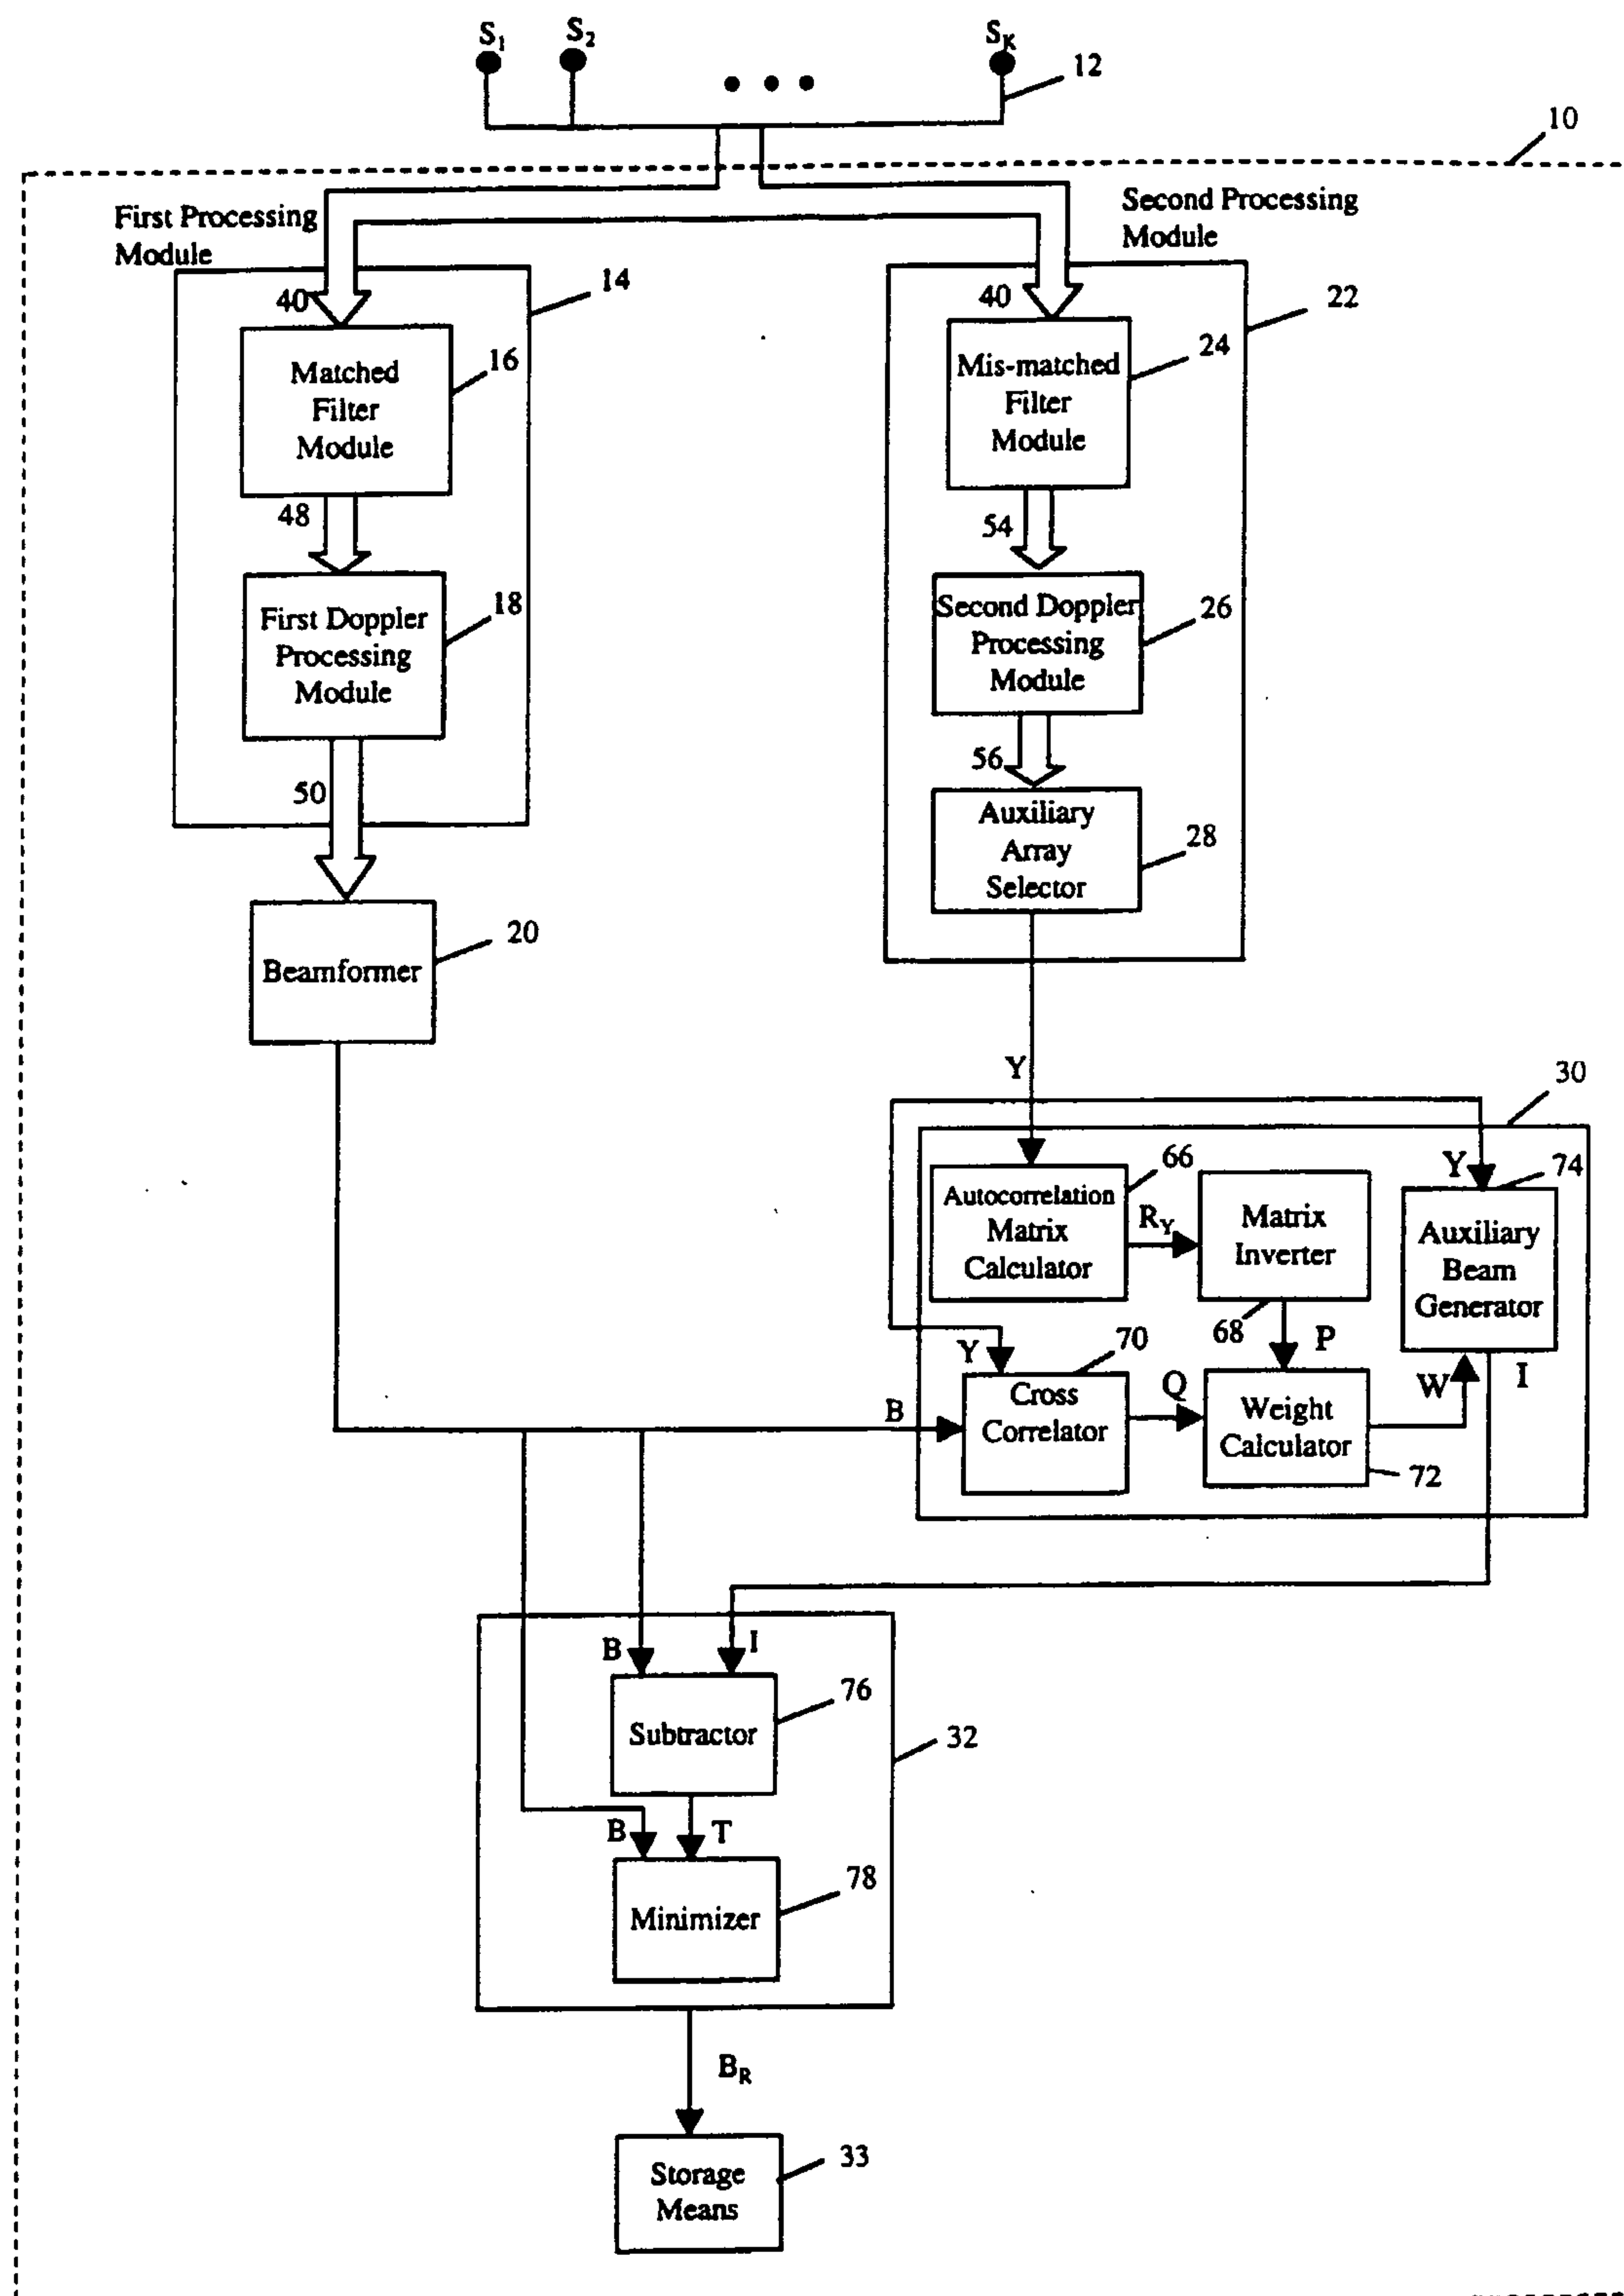 S₁ S₂ • • • Sₖ
12
10
First Processing
Module
Second Processing
Module
14
40
Matched
Filter
Module
16
48
First Doppler
Processing
Module
18
50
Beamformer
20
22
40
Mis-matched
Filter
Module
24
54
Second Doppler
Processing
Module
26
56
Auxiliary
Array
Selector
28
Y
30
Autocorrelation
Matrix
Calculator
66
R_Y
Matrix
Inverter
68
P
Y
74
Auxiliary
Beam
Generator
Y
70
B
Cross
Correlator
Q
Weight
Calculator
72
W
I
B
I
Subtractor
76
32
B
T
Minimizer
78
B_R
Storage
Means
33